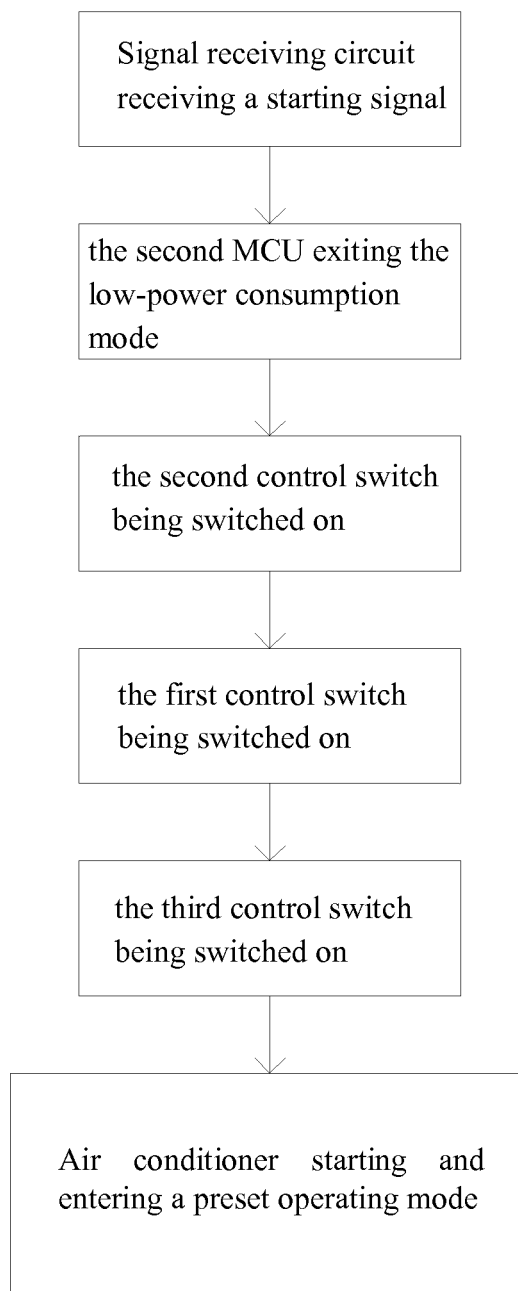 Signal receiving circuit
receiving a starting signal
the second MCU exiting the
low-power consumption
mode
the second control switch
being switched on
the first control switch
being switched on
the third control switch
being switched on
Air conditioner starting and
entering a preset operating mode